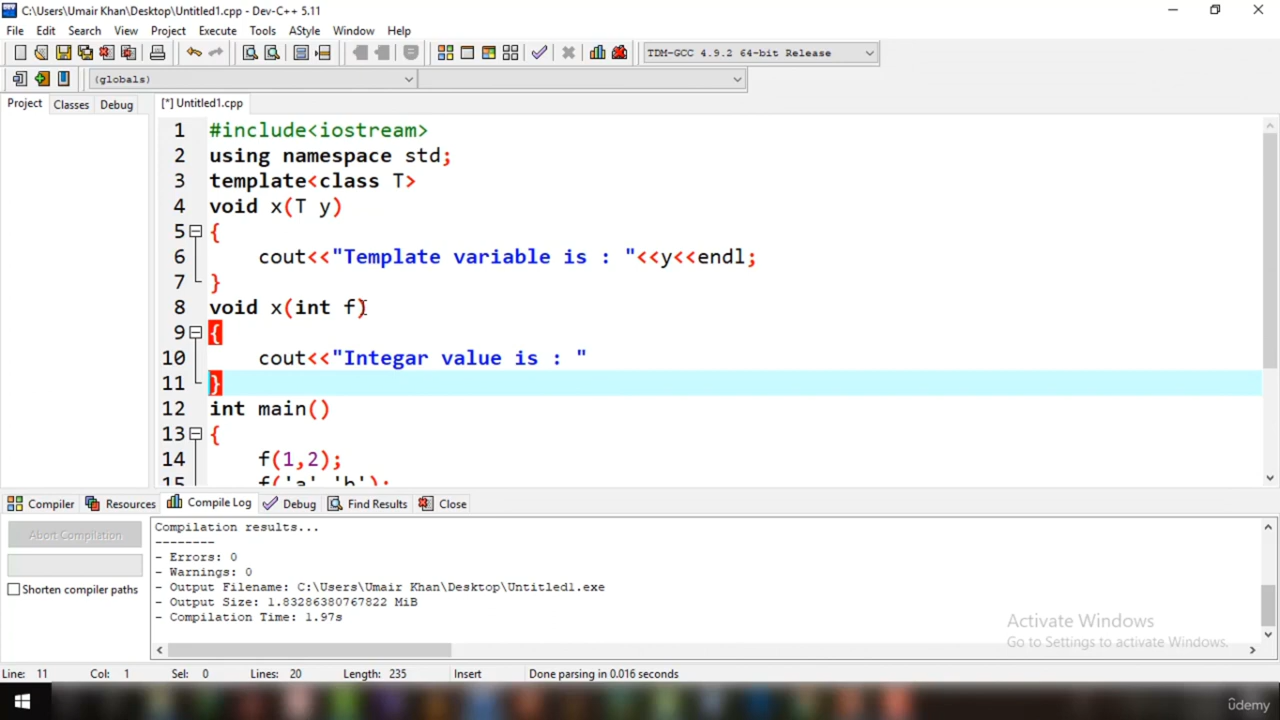 C:\Users\Umair Khan\Desktop\Untitled1.cpp - Dev-C++ 5.11
File Edit Search View Project Execute Tools AStyle Window Help
TDM-GCC 4.9.2 64-bit Release
(globals)
Project Classes Debug [*] Untitled1.cpp
1 #include<iostream>
2 using namespace std;
3 template<class T>
4 void x(T y)
5 {
6 cout<<"Template variable is : "<<y<<endl;
7 }
8 void x(int f)
9 {
10 cout<<"Integar value is : "
11 }
12 int main()
13 {
14 f(1,2);
15 f('a' 'b');
Compiler Resources Compile Log Debug Find Results Close
Abort Compilation
Shorten compiler paths
Compilation results...
--------
- Errors: 0
- Warnings: 0
- Output Filename: C:\Users\Umair Khan\Desktop\Untitled1.exe
- Output Size: 1.83286380767822 MiB
- Compilation Time: 1.97s
Activate Windows
Go to Settings to activate Windows.
Line: 11 Col: 1 Sel: 0 Lines: 20 Length: 235 Insert Done parsing in 0.016 seconds
ûdemy